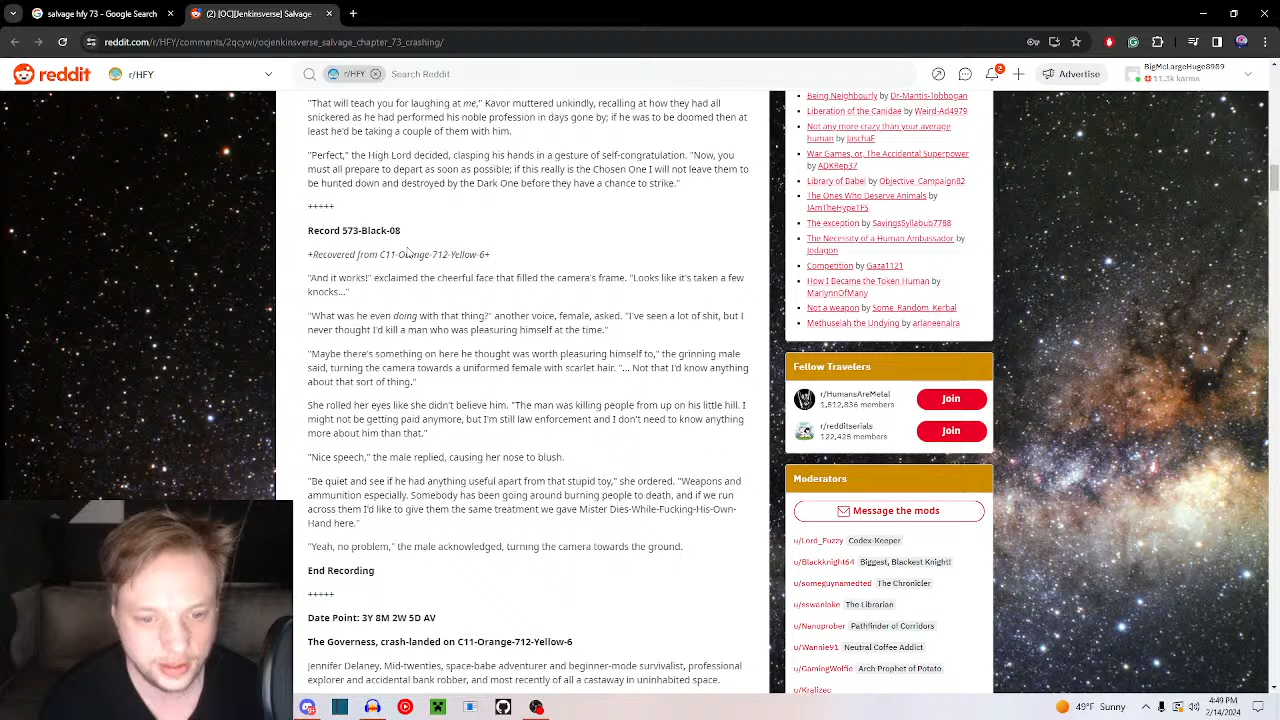 salvage hfy 73 - Google Search
(2) [OC][Jenkinsverse] Salvage
reddit.com/r/HFY/comments/2qcywi/ocjenkinsverse_salvage_chapter_73_crashing/
reddit
r/HFY
r/HFY
Search Reddit
2
Advertise
BigMcLargeHuge8989
11.3k karma
"That will teach you for laughing at me," Kavor muttered unkindly, recalling at how they had all
snickered as he had performed his noble profession in days gone by; if he was to be doomed then at
least he'd be taking a couple of them with him.
"Perfect," the High Lord decided, clasping his hands in a gesture of self-congratulation. "Now, you
must all prepare to depart as soon as possible; if this really is the Chosen One I will not leave them to
be hunted down and destroyed by the Dark One before they have a chance to strike."
+++++
Record 573-Black-08
+Recovered from C11-Orange-712-Yellow-6+
"And it works!" exclaimed the cheerful face that filled the camera's frame. "Looks like it's taken a few
knocks..."
"What was he even doing with that thing?" another voice, female, asked. "I've seen a lot of shit, but I
never thought I'd kill a man who was pleasuring himself at the time."
"Maybe there's something on here he thought was worth pleasuring himself to," the grinning male
said, turning the camera towards a uniformed female with scarlet hair. "... Not that I'd know anything
about that sort of thing."
She rolled her eyes like she didn't believe him. "The man was killing people from up on his little hill. I
might not be getting paid anymore, but I'm still law enforcement and I don't need to know anything
more about him than that."
"Nice speech," the male replied, causing her nose to blush.
"Be quiet and see if he had anything useful apart from that stupid toy," she ordered. "Weapons and
ammunition especially. Somebody has been going around burning people to death, and if we run
across them I'd like to give them the same treatment we gave Mister Dies-While-Fucking-His-Own-
Hand here."
"Yeah, no problem," the male acknowledged, turning the camera towards the ground.
End Recording
+++++
Date Point: 3Y 8M 2W 5D AV
The Governess, crash-landed on C11-Orange-712-Yellow-6
Jennifer Delaney. Mid-twenties, space-babe adventurer and beginner-mode survivalist, professional
explorer and accidental bank robber, and most recently of all a castaway in uninhabited space.
Being Neighbourly by Dr-Mantis-Tobbogan
Liberation of the Canidae by Weird-Ad4979
Not any more crazy than your average
human by JaschaE
War Games, or, The Accidental Superpower
by ADKRep37
Library of Babel by Objective_Campaign82
The Ones Who Deserve Animals by
IAmTheHypeTFS
The exception by SavingsSyllabub7788
The Necessity of a Human Ambassador by
Jodagon
Competition by Gaza1121
How I Became the Token Human by
MarlynnOfMany
Not a weapon by Some_Random_Kerbal
Methuselah the Undying by arlaneenalra
Fellow Travelers
r/HumansAreMetal
1,512,836 members
Join
r/redditserials
122,425 members
Join
Moderators
Message the mods
u/Lord_Fuzzy Codex-Keeper
u/Blackknight64 Biggest, Blackest Knight!
u/someguynamedted The Chronicler
u/sswanlake The Librarian
u/Nanoprober Pathfinder of Corridors
u/Wannie91 Neutral Coffee Addict
u/GamingWolfie Arch Prophet of Potato
u/Kralizec
49°F Sunny
4:49 PM
2/14/2024